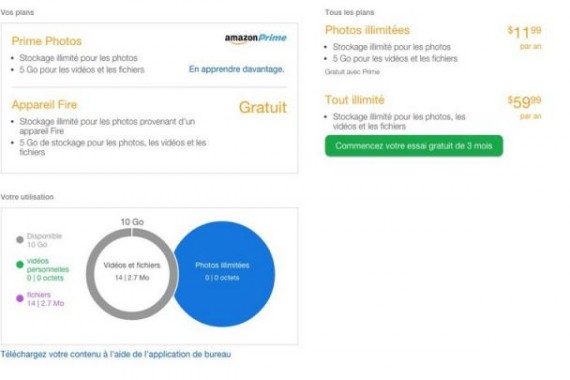 Vos plans
Prime Photos
amazonPrime
• Stockage illimité pour les photos
• 5 Go pour les vidéos et les fichiers
En apprendre davantage.
Appareil Fire
Gratuit
• Stockage illimité pour les photos provenant d'un
appareil Fire
• 5 Go de stockage pour les photos, les vidéos et les
fichiers
Tous les plans
Photos illimitées
$1199
par an
• Stockage illimité pour les photos
• 5 Go pour les vidéos et les fichiers
Gratuit avec Prime
Tout illimité
$5999
par an
• Stockage illimité pour les photos, les
vidéos et les fichiers
Commencez votre essai gratuit de 3 mois
Votre utilisation
Disponible
10 Go
vidéos
personnelles
0 | 0 octets
fichiers
14 | 2.7 Mo
10 Go
Vidéos et fichiers
14 | 2.7 Mo
Photos illimitées
0 | 0 octets
Téléchargez votre contenu à l'aide de l'application de bureau